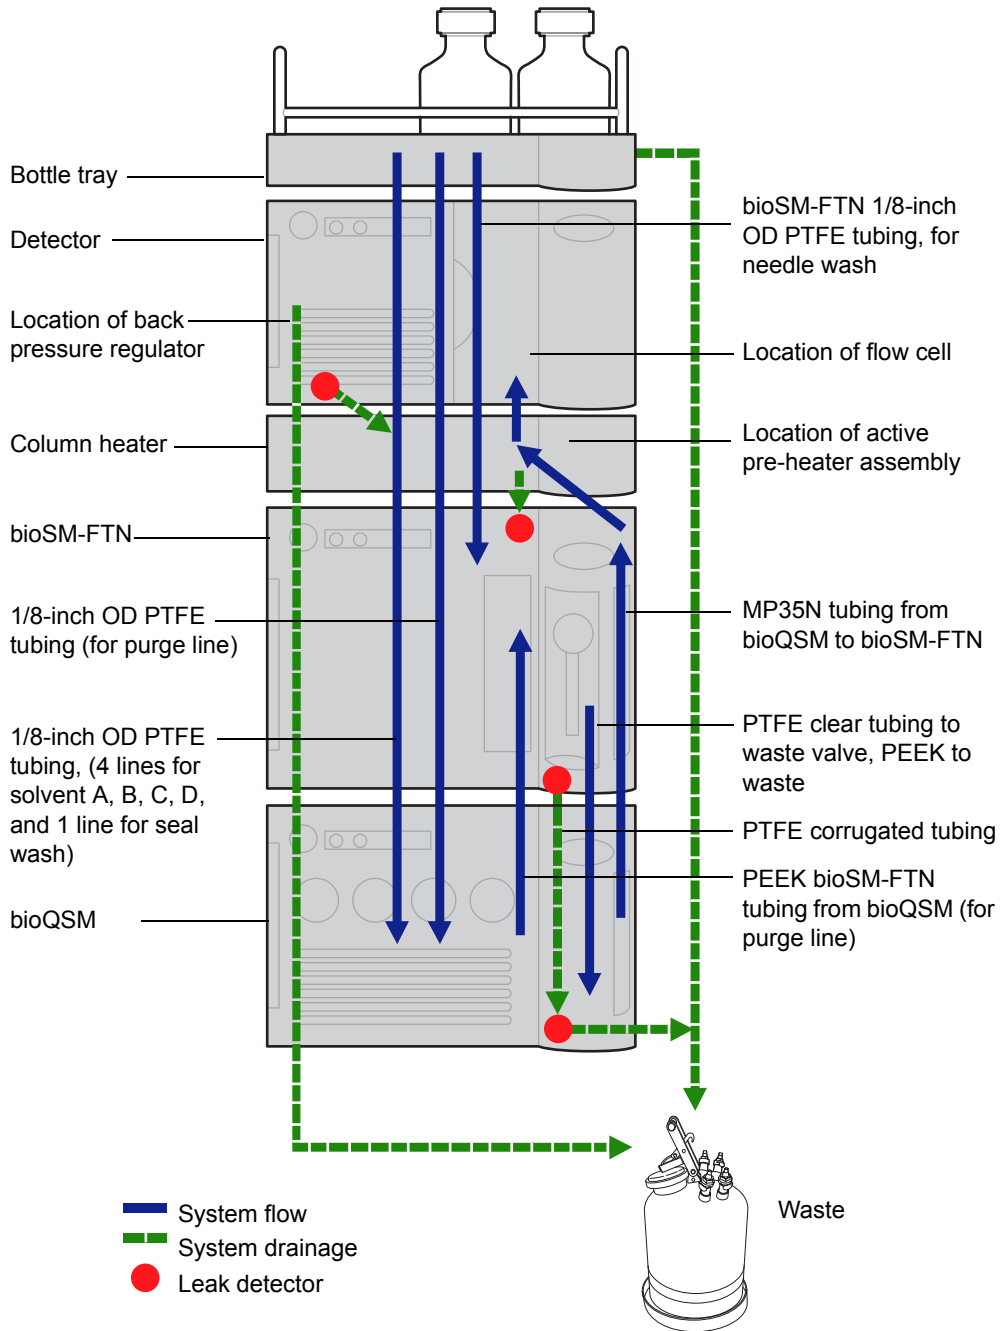 Bottle tray
Detector
Location of back
pressure regulator
Column heater
bioSM-FTN
1/8-inch OD PTFE
tubing (for purge line)
1/8-inch OD PTFE
tubing, (4 lines for
solvent A, B, C, D,
and 1 line for seal
wash)
bioQSM
bioSM-FTN 1/8-inch
OD PTFE tubing, for
needle wash
Location of flow cell
Location of active
pre-heater assembly
MP35N tubing from
bioQSM to bioSM-FTN
PTFE clear tubing to
waste valve, PEEK to
waste
PTFE corrugated tubing
PEEK bioSM-FTN
tubing from bioQSM (for
purge line)
Waste
System flow
System drainage
Leak detector